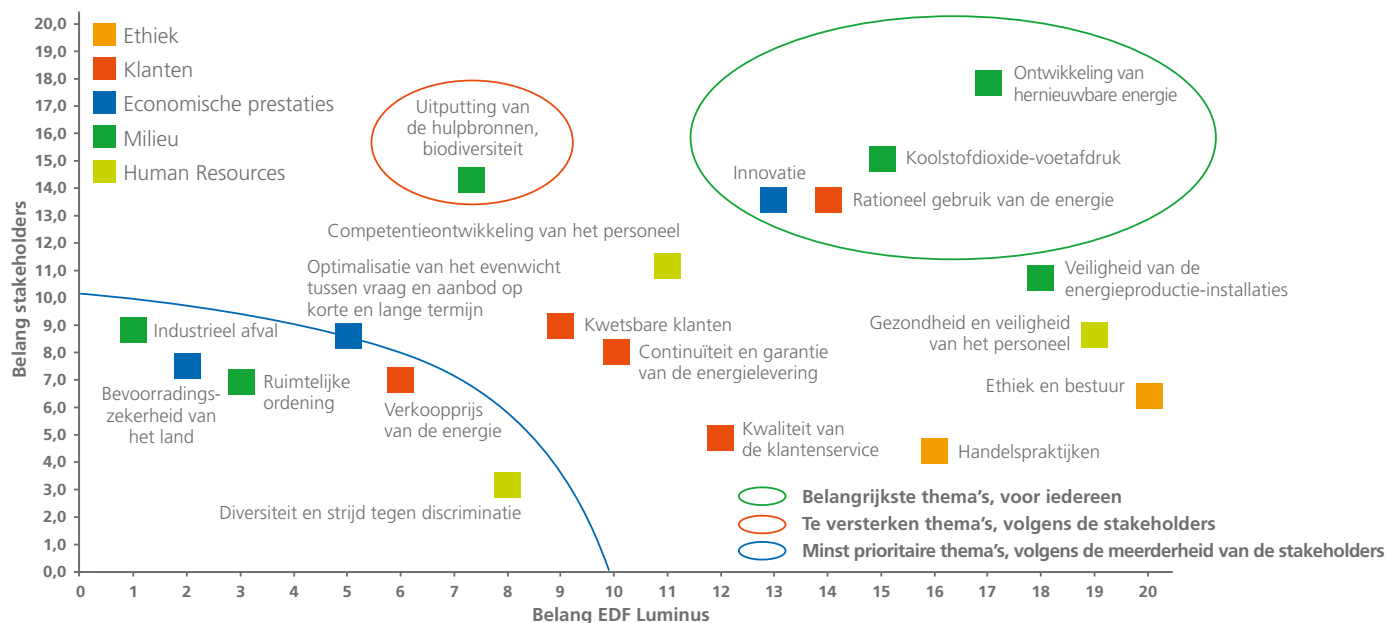 Belang stakeholders
20,0
19,0
18,0
17,0
16,0
15,0
14,0
13,0
12,0
11,0
10,0
9,0
8,0
7,0
6,0
5,0
4,0
3,0
2,0
1,0
0,0
Ethiek
Klanten
Economische prestaties
Milieu
Human Resources
Uitputting van
de hulpbronnen,
biodiversiteit
Ontwikkeling van
hernieuwbare energie
Koolstofdioxide-voetafdruk
Innovatie
Rationeel gebruik van de energie
Competentieontwikkeling van het personeel
Optimalisatie van het evenwicht
tussen vraag en aanbod op
korte en lange termijn
Veiligheid van de
energieproductie-installaties
Industrieel afval
Kwetsbare klanten
Gezondheid en veiligheid
van het personeel
Continuïteit en garantie
van de energielevering
Bevoorradings-
zekerheid van
het land
Ruimtelijke
ordening
Verkoopprijs
van de energie
Ethiek en bestuur
Kwaliteit van
de klantenservice
Handelspraktijken
Diversiteit en strijd tegen discriminatie
Belangrijkste thema's, voor iedereen
Te versterken thema's, volgens de stakeholders
Minst prioritaire thema's, volgens de meerderheid van de stakeholders
0 1 2 3 4 5 6 7 8 9 10 11 12 13 14 15 16 17 18 19 20
Belang EDF Luminus